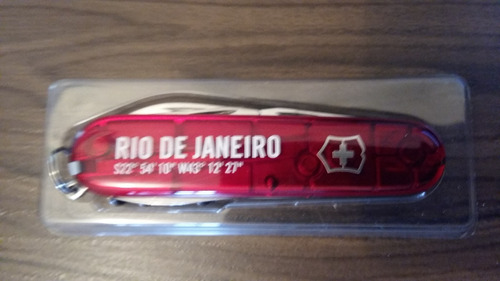 RIO DE JANEIRO
S22° 54' 10" W43° 12' 27"